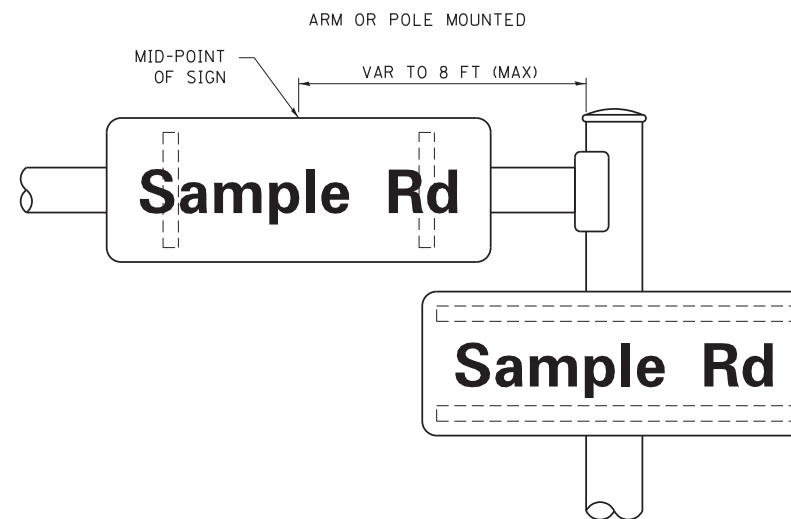 ARM OR POLE MOUNTED
MID-POINT
OF SIGN
VAR TO 8 FT (MAX)
Sample Rd
Sample Rd